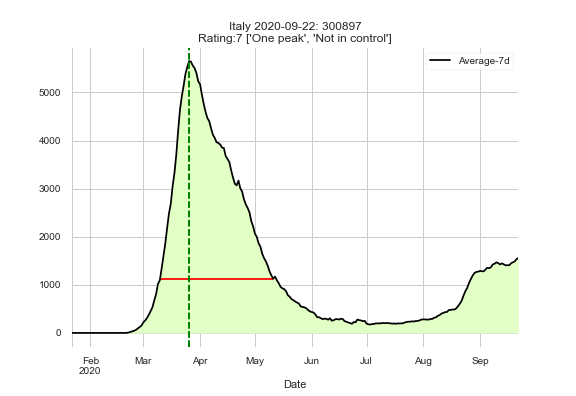 Italy 2020-09-22: 300897
Rating:7 ['One peak', 'Not in control']
Average-7d
5000
4000
3000
2000
1000
0
Feb Mar Apr May Jun Jul Aug Sep
2020
Date